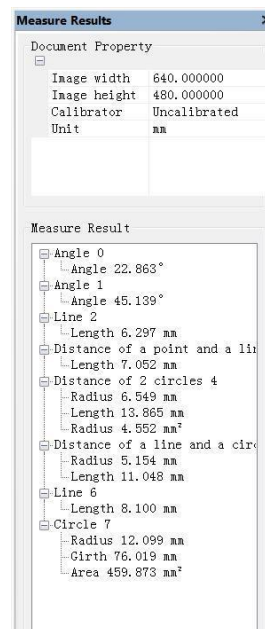 Measure Results
Document Property
Image width 640.000000
Image height 480.000000
Calibrator Uncalibrated
Unit mm
Measure Result
Angle 0
Angle 22.863°
Angle 1
Angle 45.139°
Line 2
Length 6.297 mm
Distance of a point and a lin
Length 7.052 mm
Distance of 2 circles 4
Radius 6.549 mm
Length 13.865 mm
Radius 4.552 mm²
Distance of a line and a circ
Radius 5.154 mm
Length 11.048 mm
Line 6
Length 8.100 mm
Circle 7
Radius 12.099 mm
Girth 76.019 mm
Area 459.873 mm²